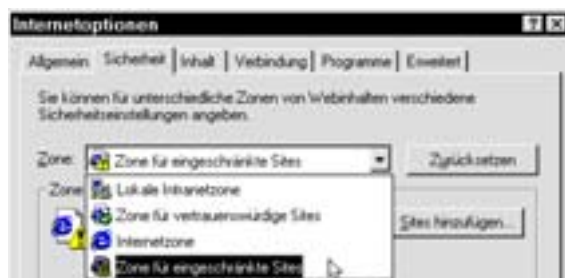 Internetoptionen
Allgemein Sicherheit Inhalt Verbindung Programme Erweitert
Sie können für unterschiedliche Zonen von Webinhalten verschiedene
Sicherheitseinstellungen angeben.
Zone: Zone für eingeschränkte Sites Zurücksetzen
Lokale Intranetzone
Zone
Zone für vertrauenswürdige Sites
Sites hinzufügen...
Internetzone
Zone für eingeschränkte Sites